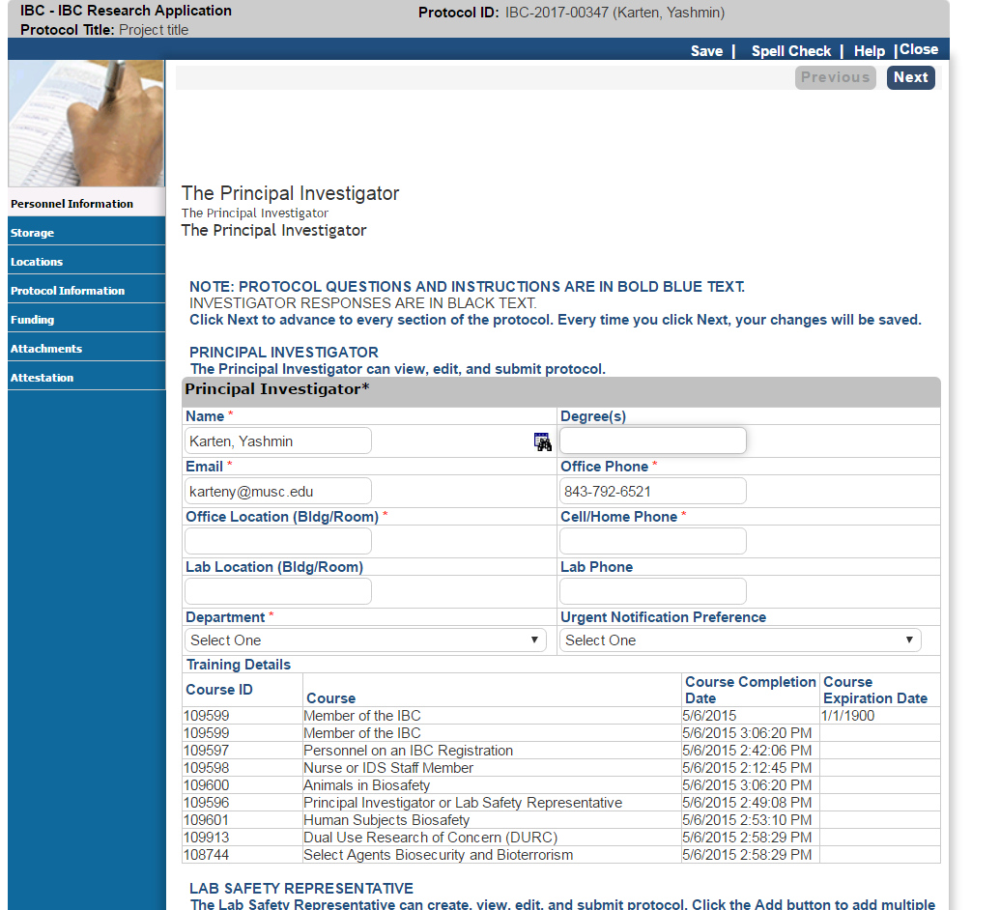 IBC - IBC Research Application
Protocol ID: IBC-2017-00347 (Karten, Yashmin)
Protocol Title: Project title
Save | Spell Check | Help | Close
Previous Next
Personnel Information
Storage
Locations
Protocol Information
Funding
Attachments
Attestation
The Principal Investigator
The Principal Investigator
The Principal Investigator
NOTE: PROTOCOL QUESTIONS AND INSTRUCTIONS ARE IN BOLD BLUE TEXT.
INVESTIGATOR RESPONSES ARE IN BLACK TEXT.
Click Next to advance to every section of the protocol. Every time you click Next, your changes will be saved.
PRINCIPAL INVESTIGATOR
The Principal Investigator can view, edit, and submit protocol.
Principal Investigator*
Name * Degree(s)
Karten, Yashmin
Email * Office Phone *
karteny@musc.edu 843-792-6521
Office Location (Bldg/Room) * Cell/Home Phone *
Lab Location (Bldg/Room) Lab Phone
Department * Urgent Notification Preference
Select One Select One
Training Details
Course ID Course Course Completion Date Course Expiration Date
109599 Member of the IBC 5/6/2015 1/1/1900
109599 Member of the IBC 5/6/2015 3:06:20 PM
109597 Personnel on an IBC Registration 5/6/2015 2:42:06 PM
109598 Nurse or IDS Staff Member 5/6/2015 2:12:45 PM
109600 Animals in Biosafety 5/6/2015 3:06:20 PM
109596 Principal Investigator or Lab Safety Representative 5/6/2015 2:49:08 PM
109601 Human Subjects Biosafety 5/6/2015 2:53:10 PM
109913 Dual Use Research of Concern (DURC) 5/6/2015 2:58:29 PM
108744 Select Agents Biosecurity and Bioterrorism 5/6/2015 2:58:29 PM
LAB SAFETY REPRESENTATIVE
The Lab Safety Representative can create, view, edit, and submit protocol. Click the Add button to add multiple